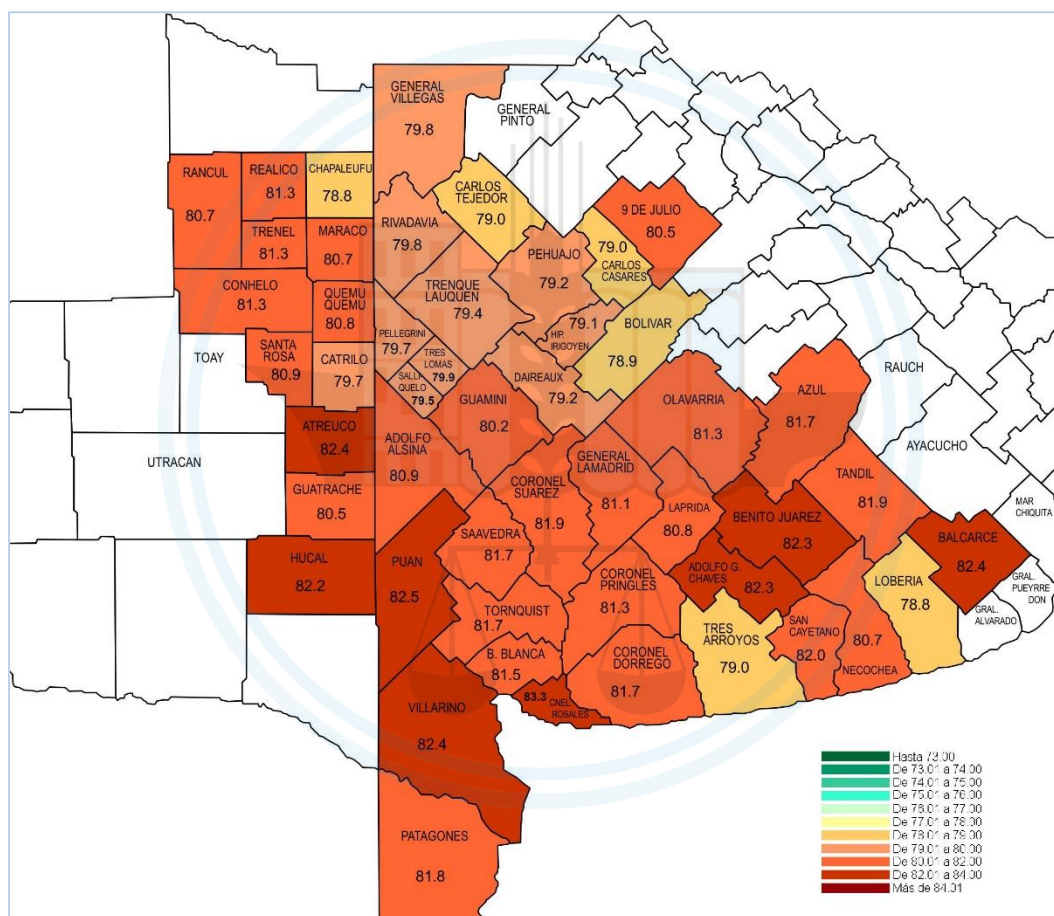 GENERAL
VILLEGAS
79.8
GENERAL
PINTO
RANCUL
80.7
REALICO
81.3
CHAPALEUFU
78.8
CARLOS
TEJEDOR
79.0
9 DE JULIO
80.5
TRENEL
81.3
MARACO
80.7
RIVADAVIA
79.8
PEHUAJO
79.2
79.0
CARLOS
CASARES
CONHELO
81.3
QUEMU
QUEMU
80.8
TRENQUE
LAUQUEN
79.4
79.1
HIP.
IRIGOYEN
BOLIVAR
78.9
TOAY
SANTA
ROSA
80.9
CATRILO
79.7
PELLEGRINI
79.7
TRES
LOMAS
79.9
SALLI
QUELO
79.5
DAIREAUX
79.2
RAUCH
AZUL
81.7
ATREUCO
82.4
ADOLFO
ALSINA
80.9
GUAMINI
80.2
OLAVARRIA
81.3
AYACUCHO
UTRACAN
GUATRACHE
80.5
CORONEL
SUAREZ
81.9
GENERAL
LAMADRID
81.1
LAPRIDA
80.8
TANDIL
81.9
MAR
CHIQUITA
BENITO JUAREZ
82.3
BALCARCE
82.4
HUCAL
82.2
PUAN
82.5
SAAVEDRA
81.7
CORONEL
PRINGLES
81.3
ADOLFO G.
CHAVES
82.3
LOBERIA
78.8
GRAL.
PUEYRRE
DON
GRAL.
ALVARADO
TORNQUIST
81.7
TRES
ARROYOS
79.0
SAN
CAYETANO
82.0
80.7
NECOCHEA
B. BLANCA
81.5
CORONEL
DORREGO
81.7
83.3 CNEL.
ROSALES
VILLARINO
82.4
PATAGONES
81.8
Hasta 73.00
De 73.01 a 74.00
De 74.01 a 75.00
De 75.01 a 76.00
De 76.01 a 77.00
De 77.01 a 78.00
De 78.01 a 79.00
De 79.01 a 80.00
De 80.01 a 82.00
De 82.01 a 84.00
Más de 84.01